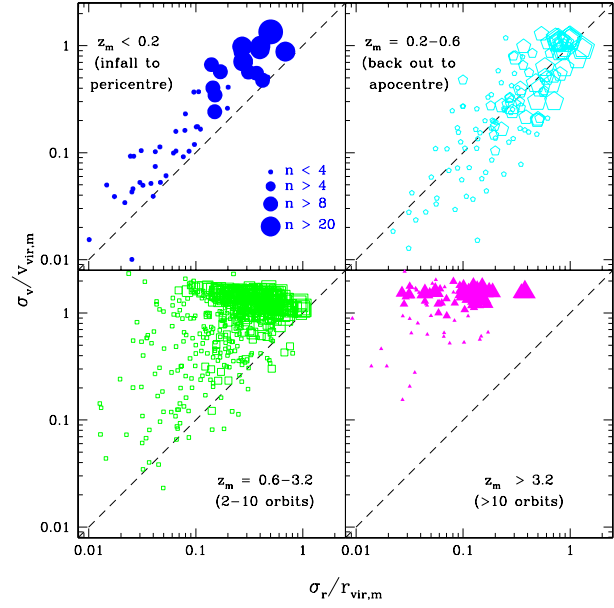 z_m < 0.2
(infall to
pericentre)
n < 4
n > 4
n > 8
n > 20
z_m = 0.2−0.6
(back out to
apocentre)
1
0.1
0.01
σ_v/v_vir,m
1
0.1
0.01
z_m = 0.6−3.2
(2−10 orbits)
z_m > 3.2
(>10 orbits)
0.01 0.1 1 0.01 0.1 1
σ_r/r_vir,m